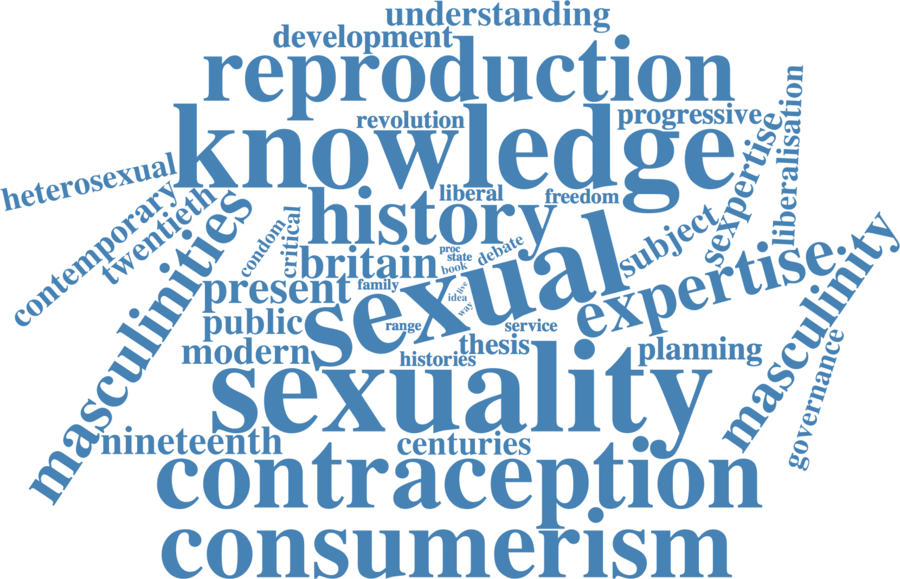 understanding
development
reproduction
revolution
progressive
knowledge
heterosexual
contemporary
twentieth
masculinities
liberal
freedom
history
condom
critical
britain
proc
state
book
debate
subject
sexpertise
liberalisation
present
family
idea
live
way
sexual
expertise
masculinity
public
range
service
modern
histories
thesis
planning
governance
sexuality
nineteenth
centuries
contraception
consumerism